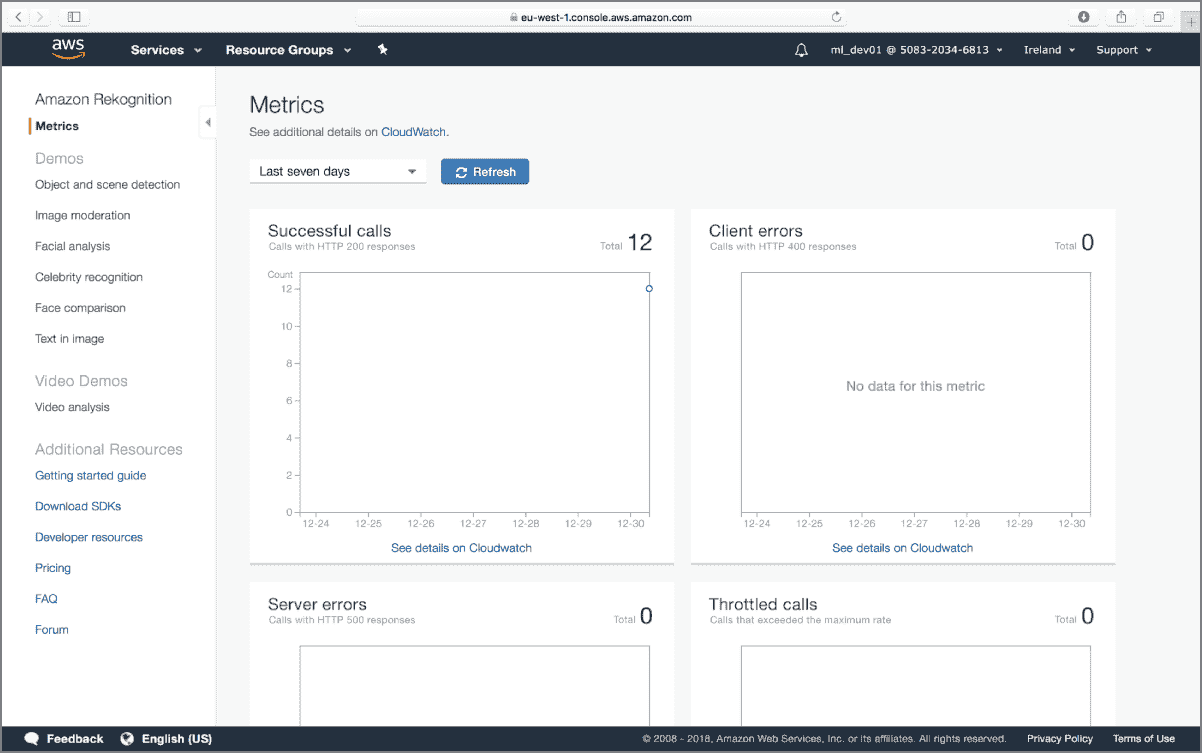 eu-west-1.console.aws.amazon.com
aws Services Resource Groups ml_dev01 @ 5083-2034-6813 Ireland Support
Amazon Rekognition
Metrics
Demos
Object and scene detection
Image moderation
Facial analysis
Celebrity recognition
Face comparison
Text in image
Video Demos
Video analysis
Additional Resources
Getting started guide
Download SDKs
Developer resources
Pricing
FAQ
Forum
Metrics
See additional details on CloudWatch.
Last seven days Refresh
Successful calls
Calls with HTTP 200 responses
Total 12
Count
12
10
8
6
4
2
0
12-24 12-25 12-26 12-27 12-28 12-29 12-30
See details on Cloudwatch
Client errors
Calls with HTTP 400 responses
Total 0
No data for this metric
12-24 12-25 12-26 12-27 12-28 12-29 12-30
See details on Cloudwatch
Server errors
Calls with HTTP 500 responses
Total 0
Throttled calls
Calls that exceeded the maximum rate
Total 0
Feedback English (US) © 2008 - 2018, Amazon Web Services, Inc. or its affiliates. All rights reserved. Privacy Policy Terms of Use